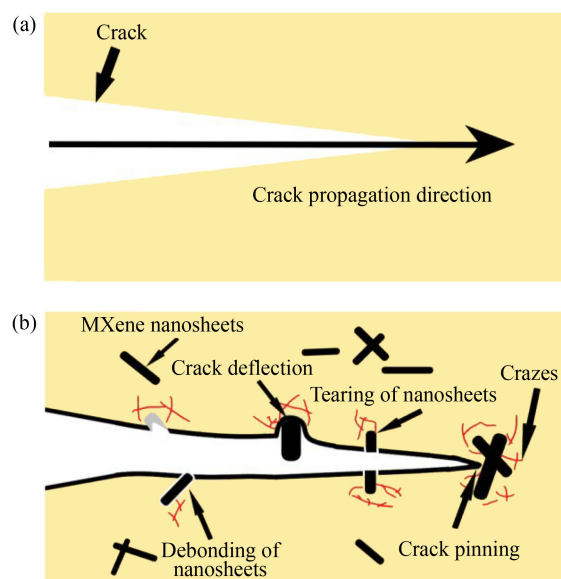 (a)
Crack
Crack propagation direction
(b)
MXene nanosheets
Crack deflection
Tearing of nanosheets
Crazes
Debonding of
nanosheets
Crack pinning